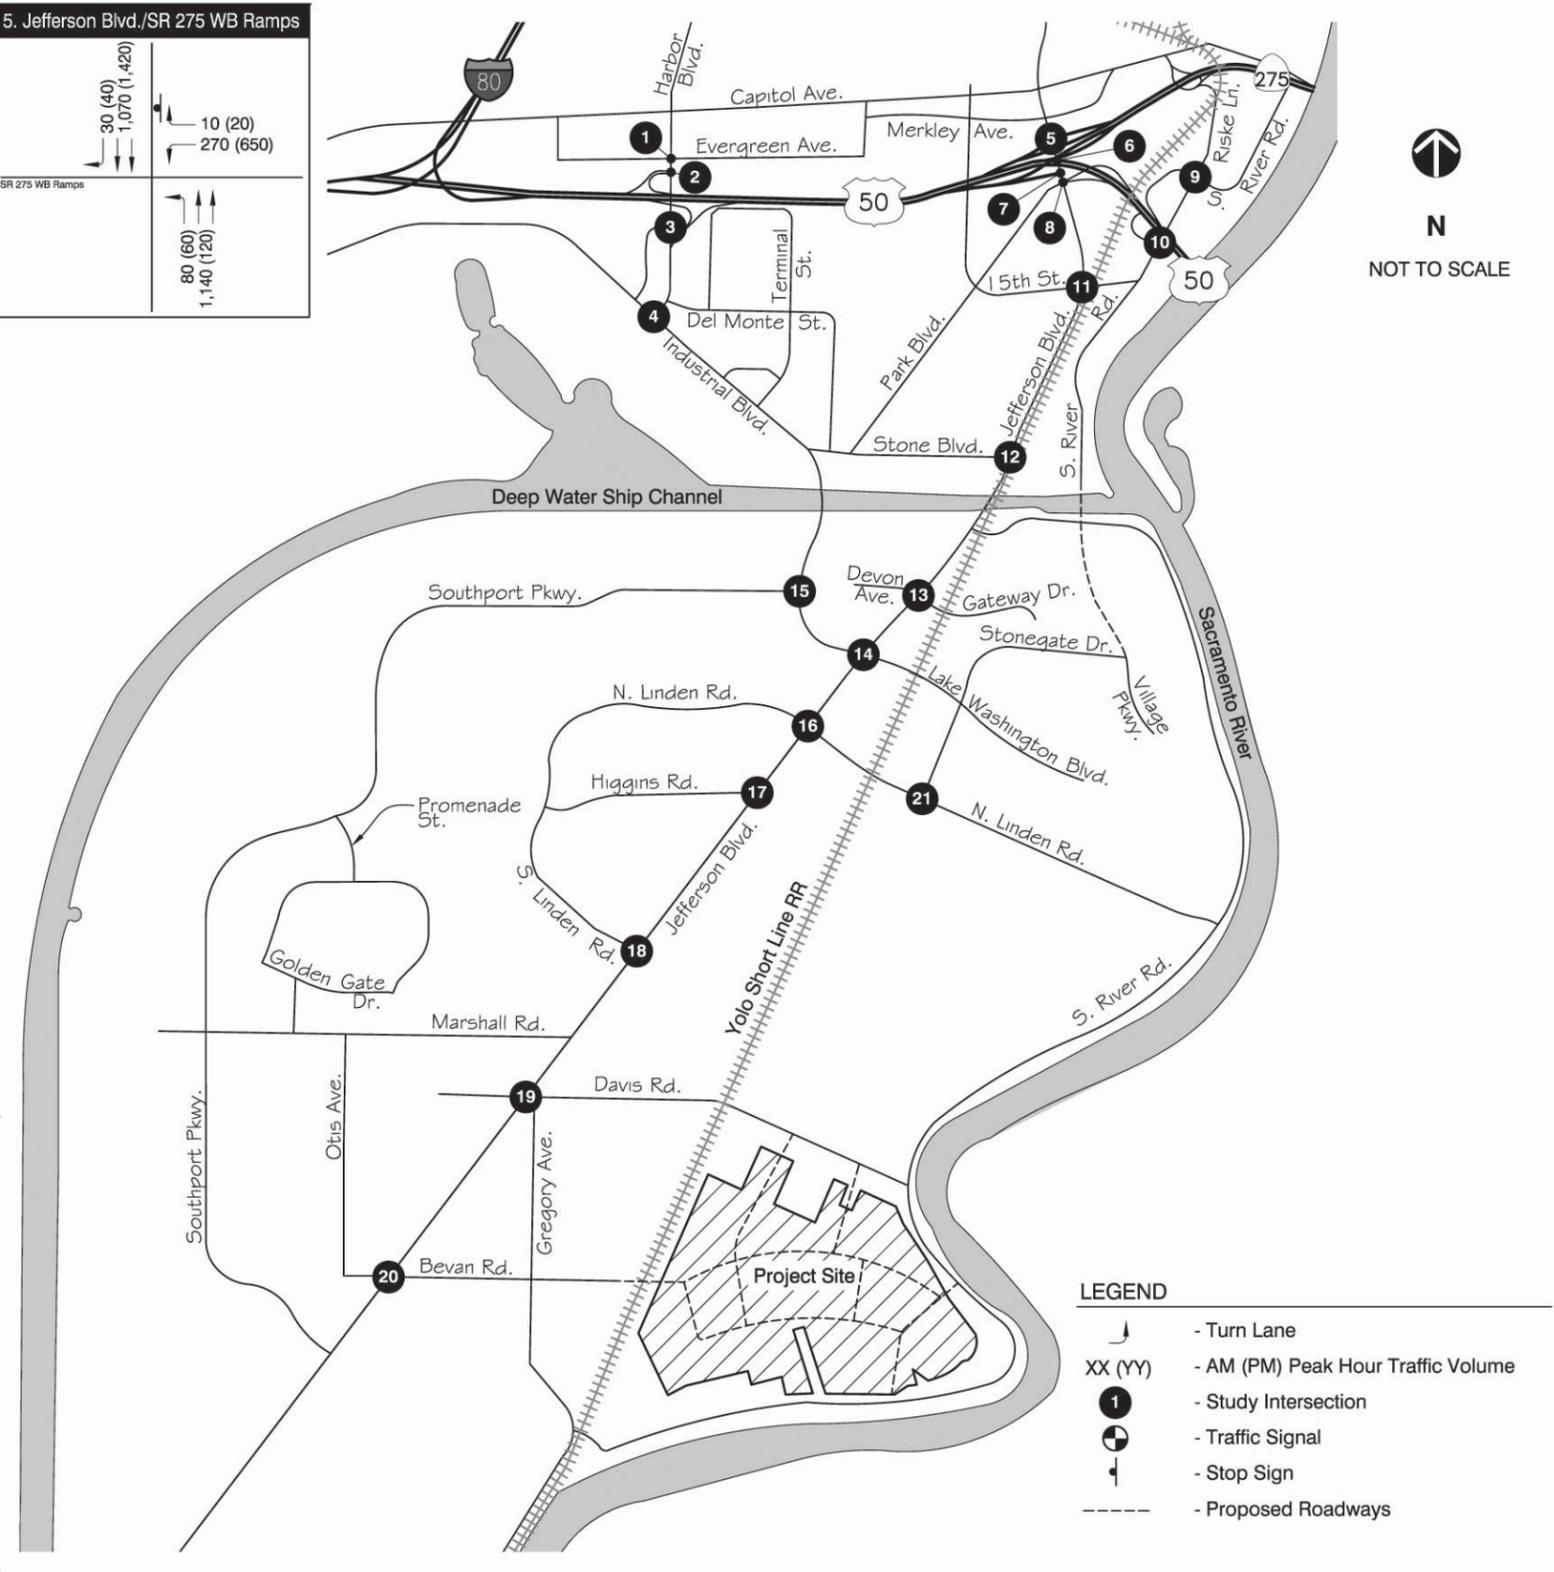 5. Jefferson Blvd./SR 275 WB Ramps
30 (40)
1,070 (1,420)
10 (20)
270 (650)
SR 275 WB Ramps
80 (60)
1,140 (120)
80
Harbor
Blvd.
Capitol Ave.
275
Merkley Ave.
Evergreen Ave.
Riske Ln.
S.
River Rd.
1
2
3
4
5
6
7
8
9
10
11
50
50
N
NOT TO SCALE
Terminal
St.
15th St.
Del Monte St.
Industrial Blvd.
Park Blvd.
Jefferson Blvd.
S. River
Rd.
Stone Blvd.
12
Deep Water Ship Channel
Southport Pkwy.
15
Devon
Ave.
13
Gateway Dr.
Stonegate Dr.
14
Lake Washington Blvd.
Village
Pkwy.
Sacramento River
N. Linden Rd.
16
Higgins Rd.
17
21
N. Linden Rd.
Promenade
St.
S. Linden Rd.
Jefferson Blvd.
Yolo Short Line RR
18
Golden Gate
Dr.
S. River Rd.
Marshall Rd.
19
Davis Rd.
Southport Pkwy.
Otis Ave.
Gregory Ave.
20
Bevan Rd.
Project Site
LEGEND
- Turn Lane
XX (YY) - AM (PM) Peak Hour Traffic Volume
1 - Study Intersection
- Traffic Signal
- Stop Sign
- Proposed Roadways